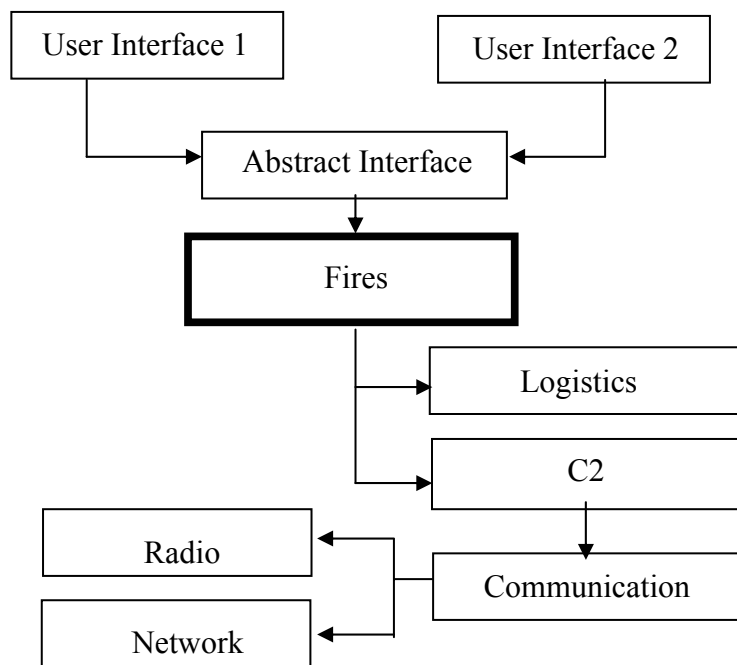 User Interface 1
User Interface 2
Abstract Interface
Fires
Logistics
C2
Radio
Communication
Network